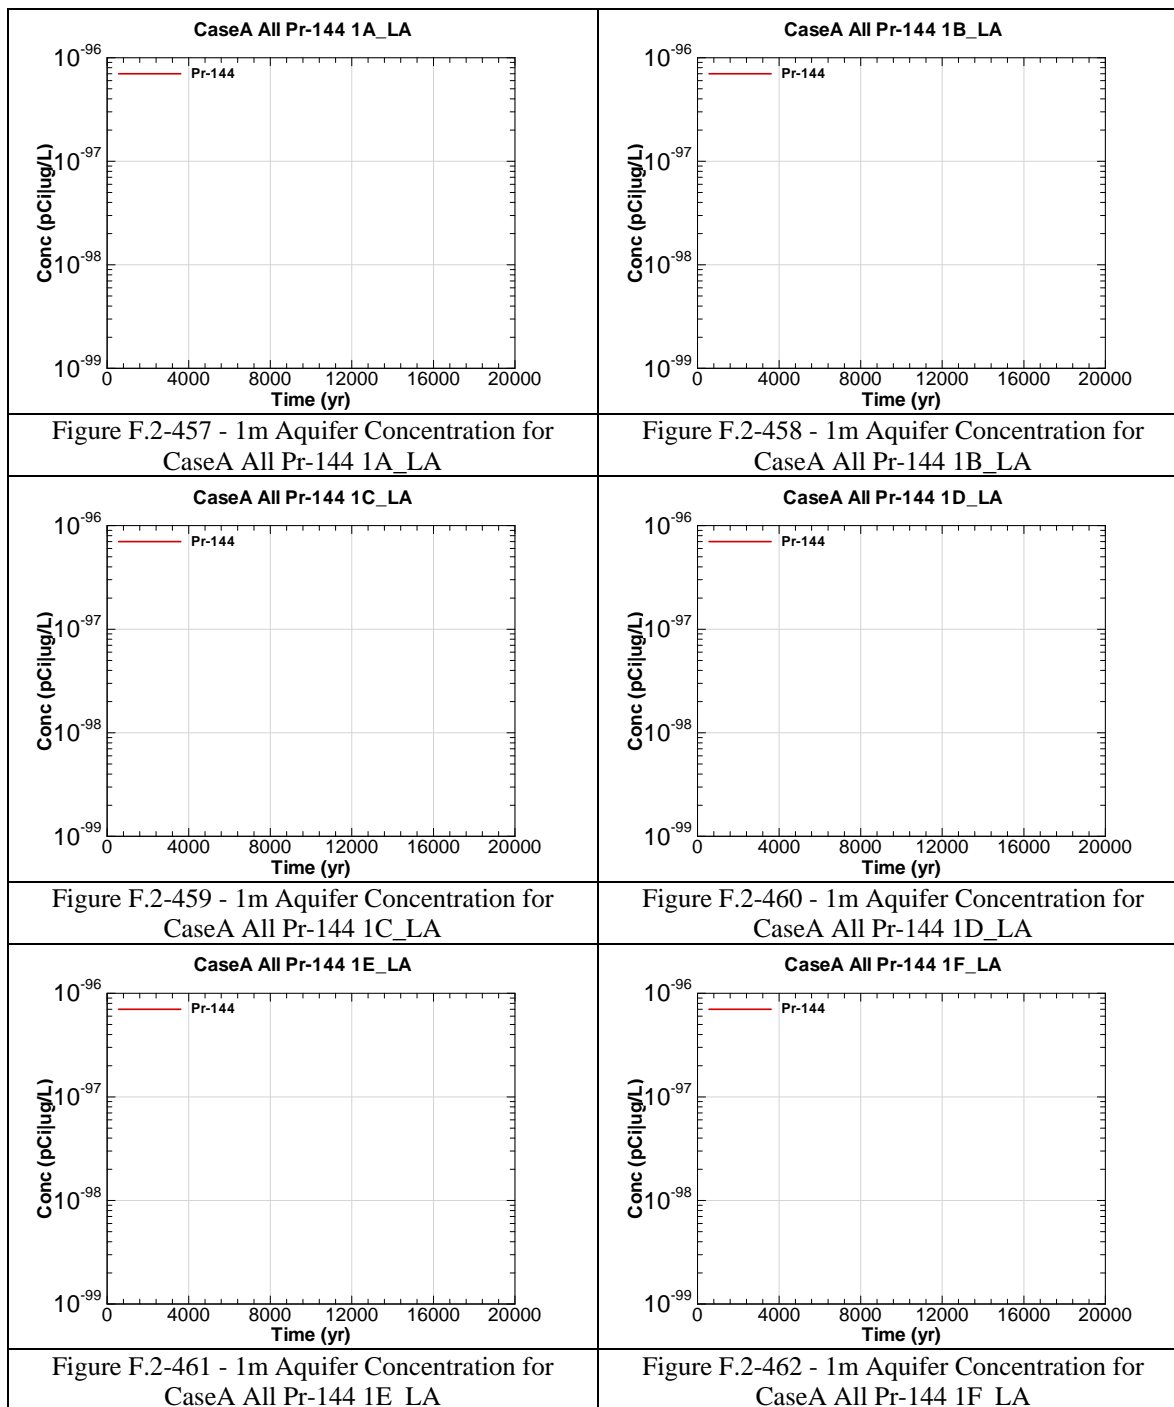 CaseA All Pr-144 1A_LA
10-96
Pr-144
10-97
10-98
10-99
Conc (pCi|ug/L)
0 4000 8000 12000 16000 20000
Time (yr)
Figure F.2-457 - 1m Aquifer Concentration for
CaseA All Pr-144 1A_LA
CaseA All Pr-144 1B_LA
10-96
Pr-144
10-97
10-98
10-99
Conc (pCi|ug/L)
0 4000 8000 12000 16000 20000
Time (yr)
Figure F.2-458 - 1m Aquifer Concentration for
CaseA All Pr-144 1B_LA
CaseA All Pr-144 1C_LA
10-96
Pr-144
10-97
10-98
10-99
Conc (pCi|ug/L)
0 4000 8000 12000 16000 20000
Time (yr)
Figure F.2-459 - 1m Aquifer Concentration for
CaseA All Pr-144 1C_LA
CaseA All Pr-144 1D_LA
10-96
Pr-144
10-97
10-98
10-99
Conc (pCi|ug/L)
0 4000 8000 12000 16000 20000
Time (yr)
Figure F.2-460 - 1m Aquifer Concentration for
CaseA All Pr-144 1D_LA
CaseA All Pr-144 1E_LA
10-96
Pr-144
10-97
10-98
10-99
Conc (pCi|ug/L)
0 4000 8000 12000 16000 20000
Time (yr)
Figure F.2-461 - 1m Aquifer Concentration for
CaseA All Pr-144 1E_LA
CaseA All Pr-144 1F_LA
10-96
Pr-144
10-97
10-98
10-99
Conc (pCi|ug/L)
0 4000 8000 12000 16000 20000
Time (yr)
Figure F.2-462 - 1m Aquifer Concentration for
CaseA All Pr-144 1F_LA